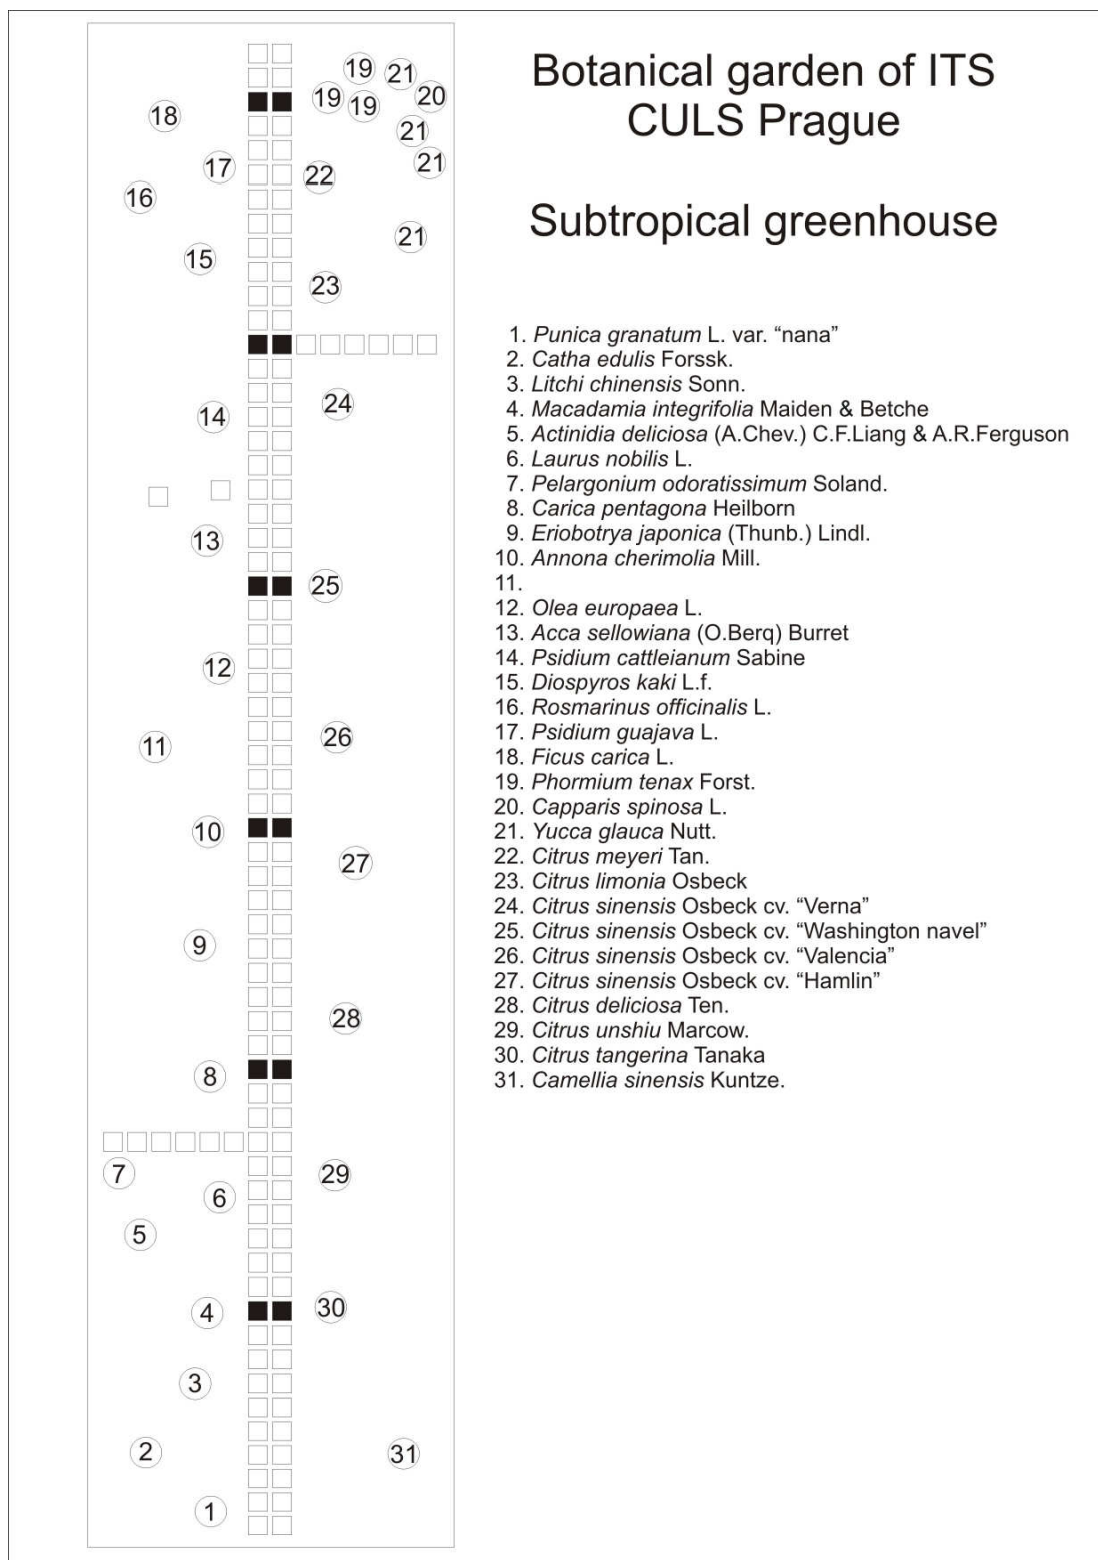 Botanical garden of ITS
CULS Prague
Subtropical greenhouse
1. Punica granatum L. var. “nana”
2. Catha edulis Forssk.
3. Litchi chinensis Sonn.
4. Macadamia integrifolia Maiden & Betche
5. Actinidia deliciosa (A.Chev.) C.F.Liang & A.R.Ferguson
6. Laurus nobilis L.
7. Pelargonium odoratissimum Soland.
8. Carica pentagona Heilborn
9. Eriobotrya japonica (Thunb.) Lindl.
10. Annona cherimolia Mill.
11.
12. Olea europaea L.
13. Acca sellowiana (O.Berq) Burret
14. Psidium cattleianum Sabine
15. Diospyros kaki L.f.
16. Rosmarinus officinalis L.
17. Psidium guajava L.
18. Ficus carica L.
19. Phormium tenax Forst.
20. Capparis spinosa L.
21. Yucca glauca Nutt.
22. Citrus meyeri Tan.
23. Citrus limonia Osbeck
24. Citrus sinensis Osbeck cv. “Verna”
25. Citrus sinensis Osbeck cv. “Washington navel”
26. Citrus sinensis Osbeck cv. “Valencia”
27. Citrus sinensis Osbeck cv. “Hamlin”
28. Citrus deliciosa Ten.
29. Citrus unshiu Marcow.
30. Citrus tangerina Tanaka
31. Camellia sinensis Kuntze.
19
21
20
19
19
18
21
21
17
22
16
21
15
23
24
14
13
25
12
26
11
10
27
9
28
8
7
29
6
5
30
4
3
2
31
1